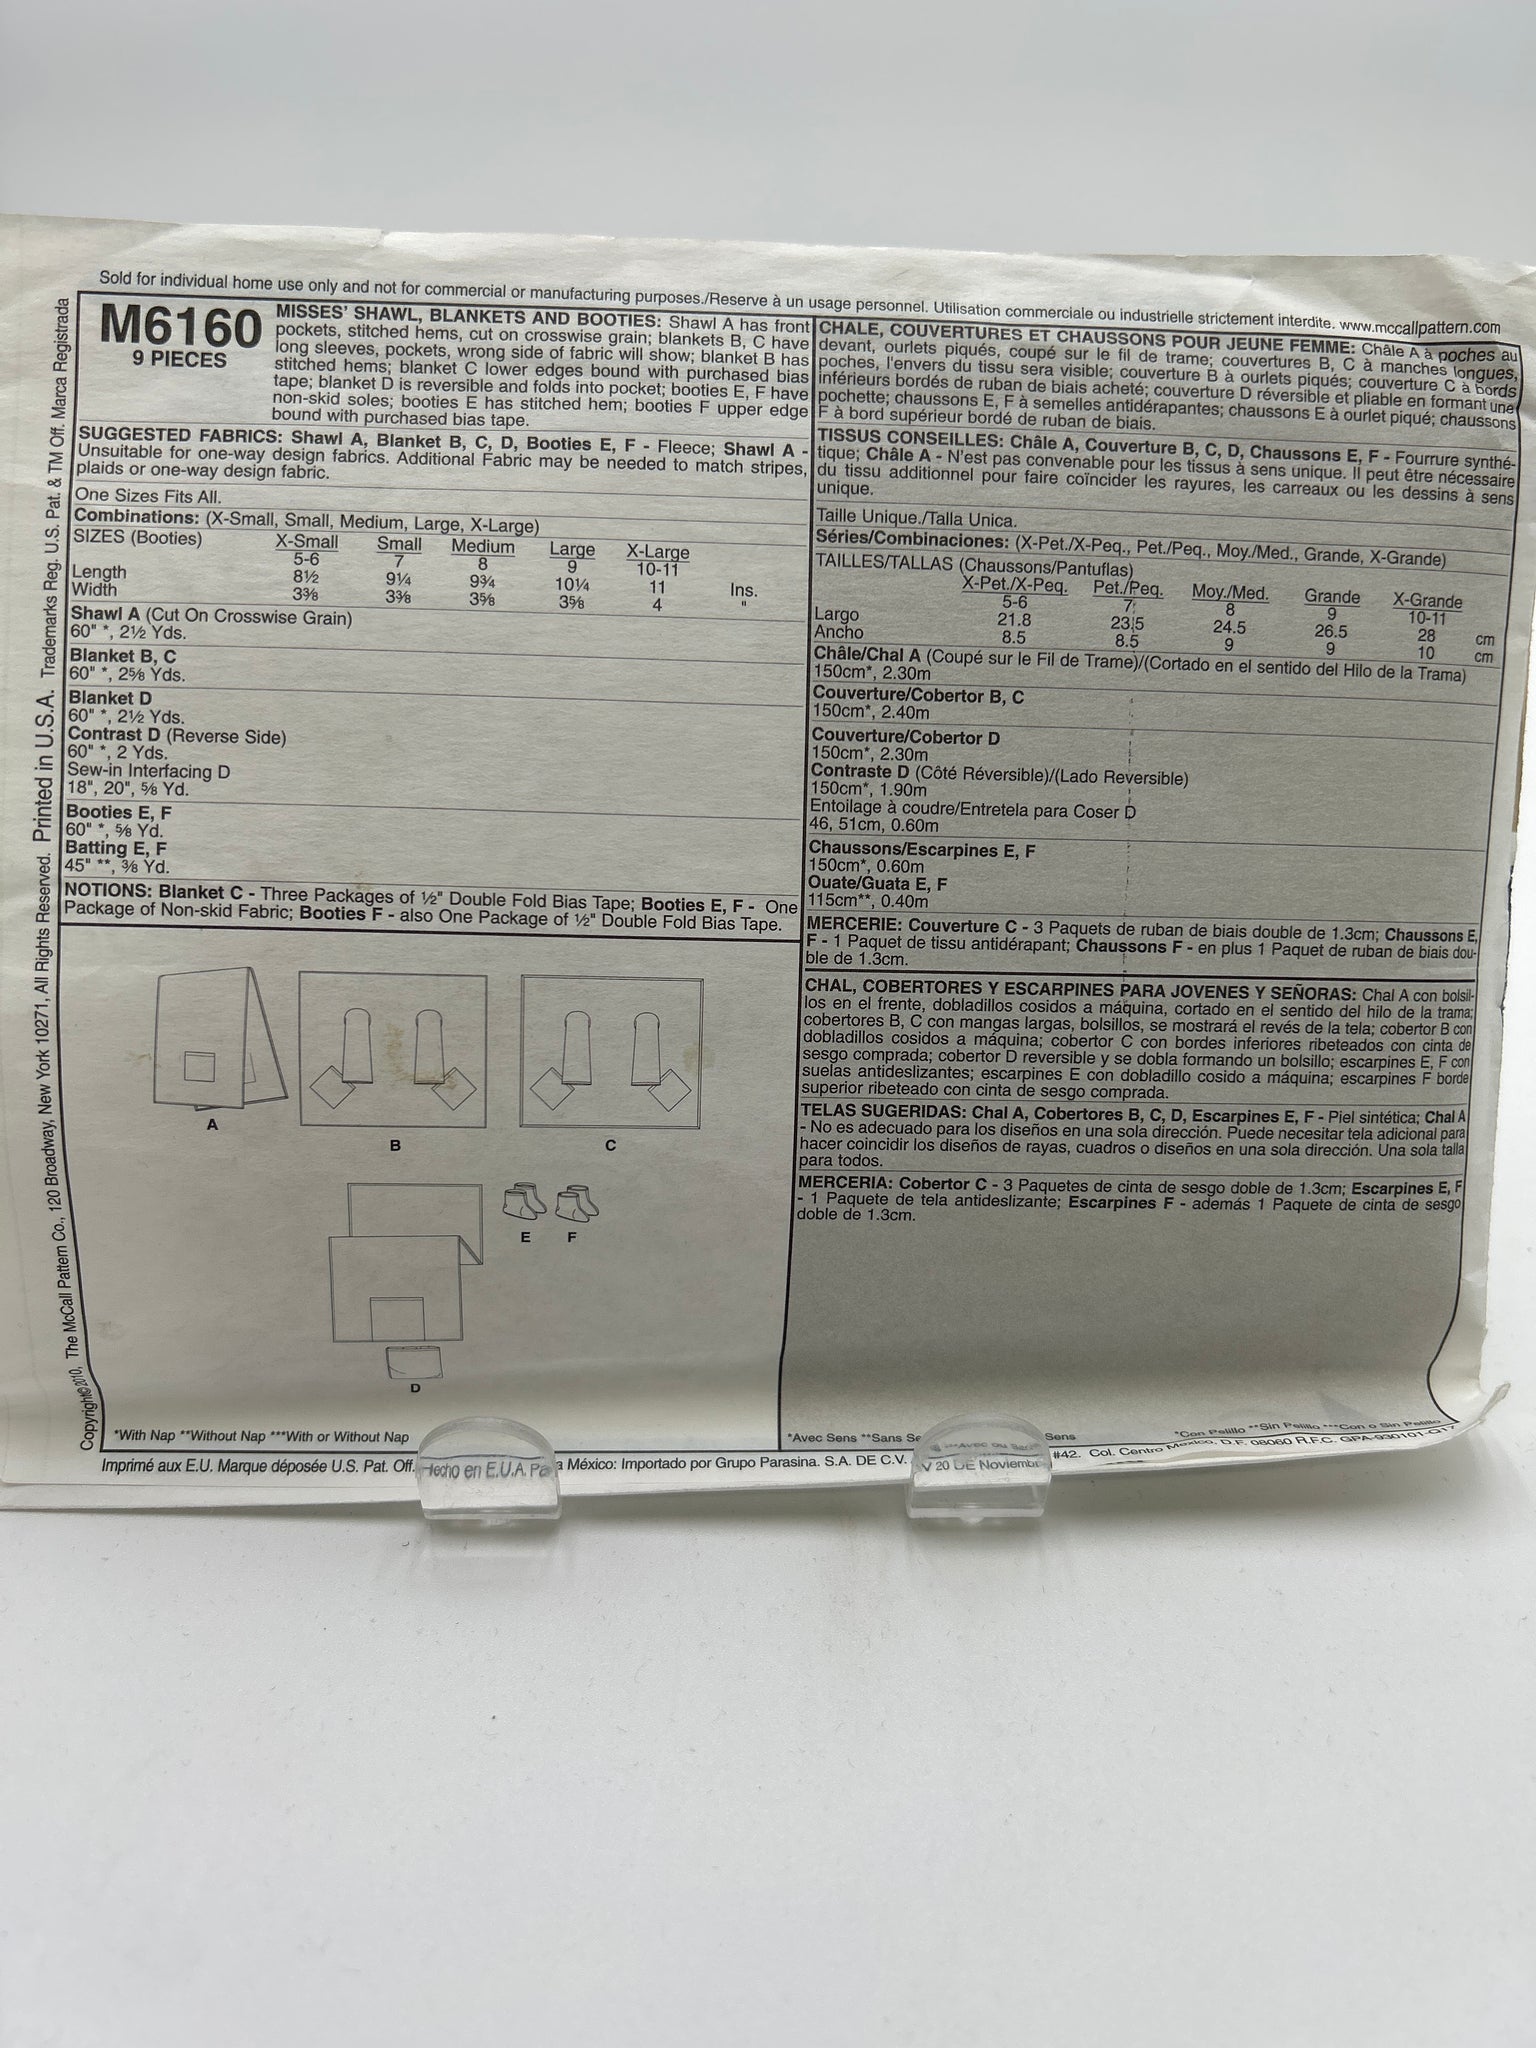 Sold for individual home use only and not for commercial or manufacturing purposes./Reserve à un usage personnel. Utilisation commerciale ou industrielle strictement interdite. www.mccallpattern.com
M6160
9 PIECES
MISSES' SHAWL, BLANKETS AND BOOTIES: Shawl A has front
pockets, stitched hems, cut on crosswise grain; blankets B, C have
long sleeves, pockets, wrong side of fabric will show; blanket B has
stitched hems; blanket C lower edges bound with purchased bias
tape; blanket D is reversible and folds into pocket; booties E, F have
non-skid soles; booties E has stitched hem; booties F upper edge
bound with purchased bias tape.
SUGGESTED FABRICS: Shawl A, Blanket B, C, D, Booties E, F - Fleece; Shawl A -
Unsuitable for one-way design fabrics. Additional Fabric may be needed to match stripes,
plaids or one-way design fabric.
One Sizes Fits All.
Combinations: (X-Small, Small, Medium, Large, X-Large)
SIZES (Booties) X-Small Small Medium Large X-Large
5-6 7 8 9 10-11
Length 8½ 9¼ 9¾ 10¼ 11 Ins.
Width 3⅜ 3⅜ 3⅝ 3⅝ 4 "
Shawl A (Cut On Crosswise Grain)
60" *, 2½ Yds.
Blanket B, C
60" *, 2⅝ Yds.
Blanket D
60" *, 2½ Yds.
Contrast D (Reverse Side)
60" *, 2 Yds.
Sew-in Interfacing D
18", 20", ⅝ Yd.
Booties E, F
60" *, ⅝ Yd.
Batting E, F
45" **, ⅜ Yd.
NOTIONS: Blanket C - Three Packages of ½" Double Fold Bias Tape; Booties E, F - One
Package of Non-skid Fabric; Booties F - also One Package of ½" Double Fold Bias Tape.
A
B
C
E
F
D
*With Nap **Without Nap ***With or Without Nap
CHALE, COUVERTURES ET CHAUSSONS POUR JEUNE FEMME: Châle A à poches au
devant, ourlets piqués, coupé sur le fil de trame; couvertures B, C à manches longues,
poches, l'envers du tissu sera visible; couverture B à ourlets piqués; couverture C à bords
inférieurs bordés de ruban de biais acheté; couverture D réversible et pliable en formant une
pochette; chaussons E, F à semelles antidérapantes; chaussons E à ourlet piqué; chaussons
F à bord supérieur bordé de ruban de biais.
TISSUS CONSEILLES: Châle A, Couverture B, C, D, Chaussons E, F - Fourrure synthé-
tique; Châle A - N'est pas convenable pour les tissus à sens unique. Il peut être nécessaire
du tissu additionnel pour faire coïncider les rayures, les carreaux ou les dessins à sens
unique.
Taille Unique./Talla Unica.
Séries/Combinaciones: (X-Pet./X-Peq., Pet./Peq., Moy./Med., Grande, X-Grande)
TAILLES/TALLAS (Chaussons/Pantuflas)
X-Pet./X-Peq. Pet./Peq. Moy./Med. Grande X-Grande
5-6 7 8 9 10-11
Largo 21.8 23.5 24.5 26.5 28 cm
Ancho 8.5 8.5 9 9 10 cm
Châle/Chal A (Coupé sur le Fil de Trame)/(Cortado en el sentido del Hilo de la Trama)
150cm*, 2.30m
Couverture/Cobertor B, C
150cm*, 2.40m
Couverture/Cobertor D
150cm*, 2.30m
Contraste D (Côté Réversible)/(Lado Reversible)
150cm*, 1.90m
Entoilage à coudre/Entretela para Coser D
46, 51cm, 0.60m
Chaussons/Escarpines E, F
150cm*, 0.60m
Ouate/Guata E, F
115cm**, 0.40m
MERCERIE: Couverture C - 3 Paquets de ruban de biais double de 1.3cm; Chaussons E,
F - 1 Paquet de tissu antidérapant; Chaussons F - en plus 1 Paquet de ruban de biais dou-
ble de 1.3cm.
CHAL, COBERTORES Y ESCARPINES PARA JOVENES Y SEÑORAS: Chal A con bolsil-
los en el frente, dobladillos cosidos a máquina, cortado en el sentido del hilo de la trama;
cobertores B, C con mangas largas, bolsillos, se mostrará el revés de la tela; cobertor B con
dobladillos cosidos a máquina; cobertor C con bordes inferiores ribeteados con cinta de
sesgo comprada; cobertor D reversible y se dobla formando un bolsillo; escarpines E, F con
suelas antideslizantes; escarpines E con dobladillo cosido a máquina; escarpines F borde
superior ribeteado con cinta de sesgo comprada.
TELAS SUGERIDAS: Chal A, Cobertores B, C, D, Escarpines E, F - Piel sintética; Chal A
- No es adecuado para los diseños en una sola dirección. Puede necesitar tela adicional para
hacer coincidir los diseños de rayas, cuadros o diseños en una sola dirección. Una sola talla
para todos.
MERCERIA: Cobertor C - 3 Paquetes de cinta de sesgo doble de 1.3cm; Escarpines E, F
- 1 Paquete de tela antideslizante; Escarpines F - además 1 Paquete de cinta de sesgo
doble de 1.3cm.
*Avec Sens **Sans Sens *Con Pelillo **Sin Pelillo ***Con o Sin Pelillo
Imprimé aux E.U. Marque déposée U.S. Pat. Off. Hecho en E.U.A. Para México: Importado por Grupo Parasina. S.A. DE C.V. 20 DE Noviembre #42. Col. Centro Mexico, D.F. 06060 R.F.C. GPA-930101-
Copyright© 2010, The McCall Pattern Co., 120 Broadway, New York 10271, All Rights Reserved. Printed in U.S.A. Trademarks Reg. U.S. Pat. & TM Off. Marca Registrada